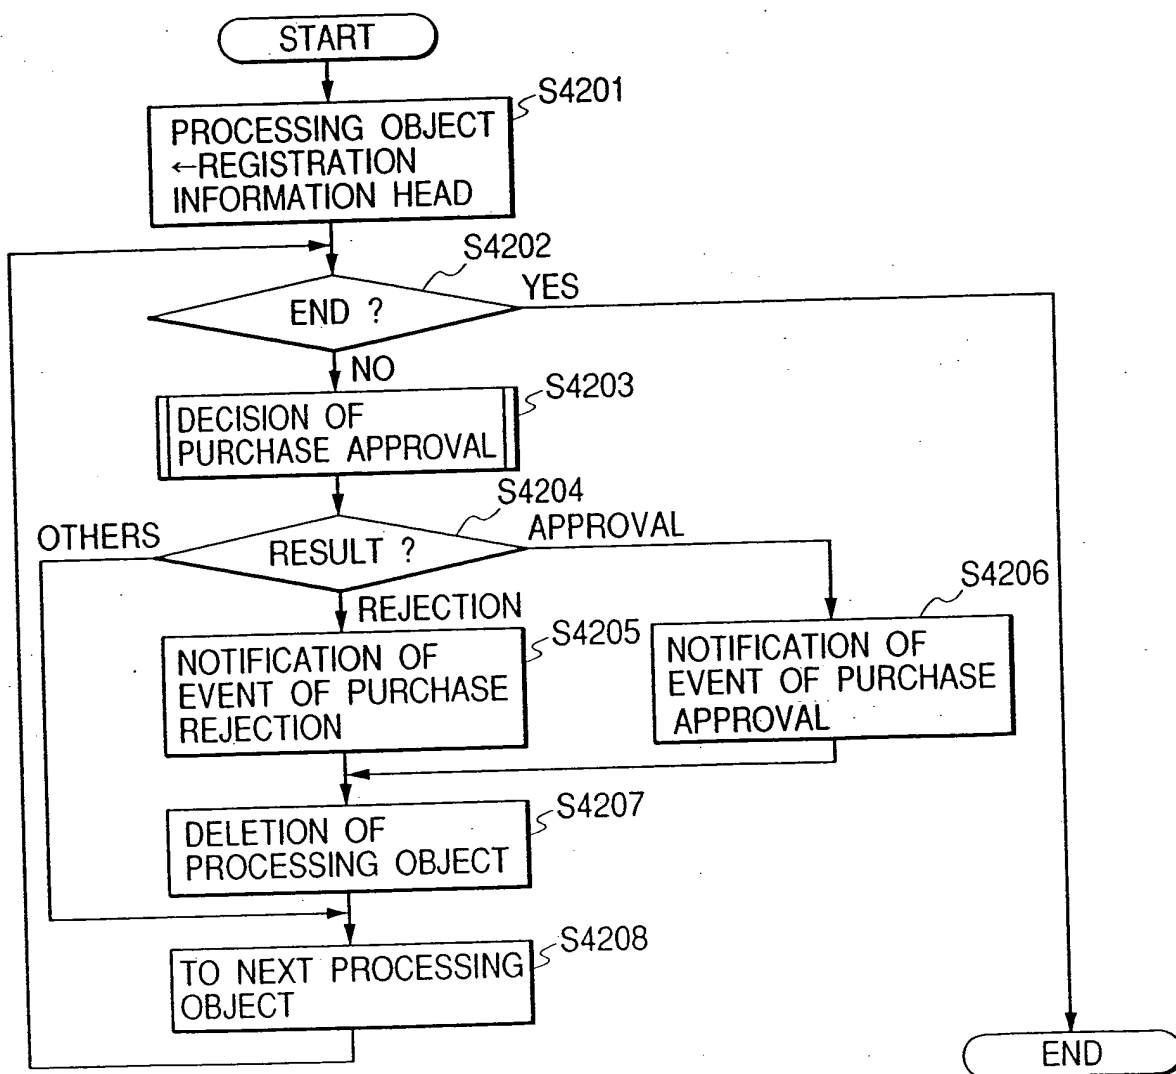 START
S4201
PROCESSING OBJECT
←REGISTRATION
INFORMATION HEAD
S4202
END ?
YES
NO
S4203
DECISION OF
PURCHASE APPROVAL
S4204
OTHERS
RESULT ?
APPROVAL
REJECTION
S4205
NOTIFICATION OF
EVENT OF PURCHASE
REJECTION
S4206
NOTIFICATION OF
EVENT OF PURCHASE
APPROVAL
S4207
DELETION OF
PROCESSING OBJECT
S4208
TO NEXT PROCESSING
OBJECT
END